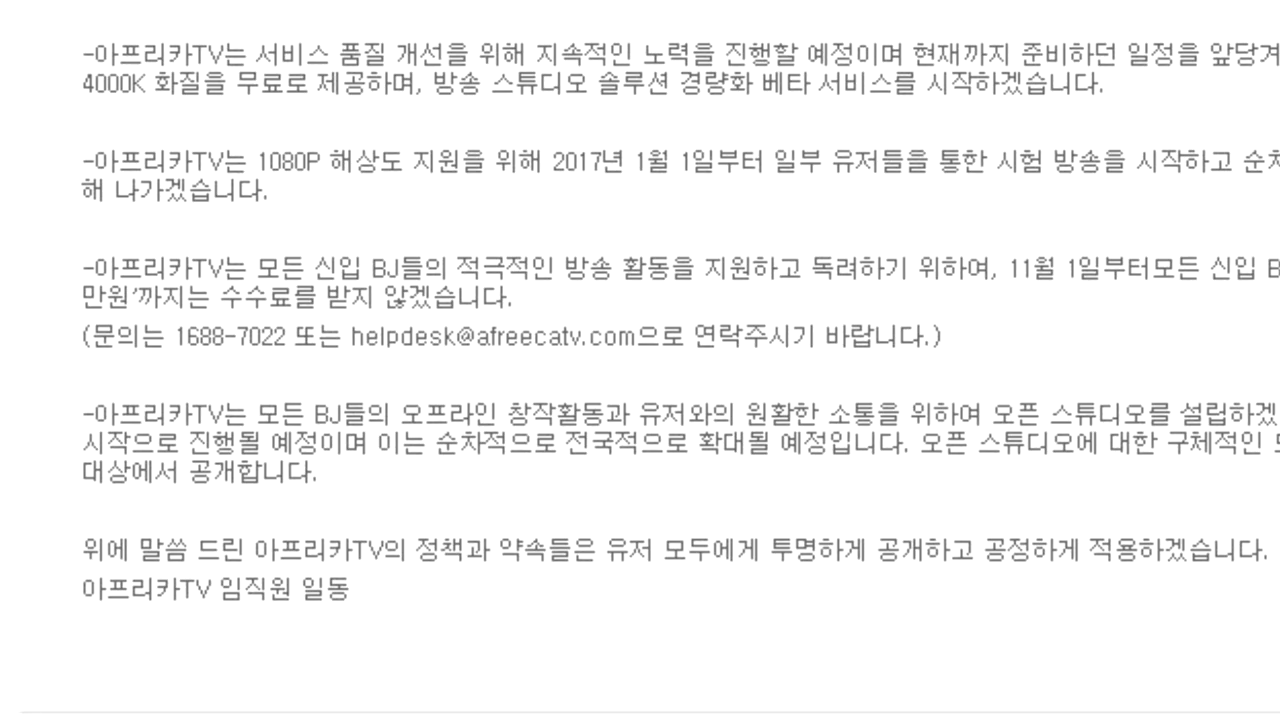 -아프리카TV는 서비스 품질 개선을 위해 지속적인 노력을 진행할 예정이며 현재까지 준비하던 일정을 앞당겨
4000K 화질을 무료로 제공하며, 방송 스튜디오 솔루션 경량화 베타 서비스를 시작하겠습니다.
-아프리카TV는 1080P 해상도 지원을 위해 2017년 1월 1일부터 일부 유저들을 통한 시험 방송을 시작하고
해 나가겠습니다.
-아프리카TV는 모든 신입 BJ들의 적극적인 방송 활동을 지원하고 독려하기 위하여, 11월 1일부터모든 신입
만원'까지는 수수료를 받지 않겠습니다.
(문의는 1688-7022 또는 helpdesk@afreecatv.com으로 연락주시기 바랍니다.)
-아프리카TV는 모든 BJ들의 오프라인 창작활동과 유저와의 원활한 소통을 위하여 오픈 스튜디오를 설립하겠
시작으로 진행될 예정이며 이는 순차적으로 전국적으로 확대될 예정입니다. 오픈 스튜디오에 대한 구체적인
대상에서 공개합니다.
위에 말씀 드린 아프리카TV의 정책과 약속들은 유저 모두에게 투명하게 공개하고 공정하게 적용하겠습니다.
아프리카TV 임직원 일동